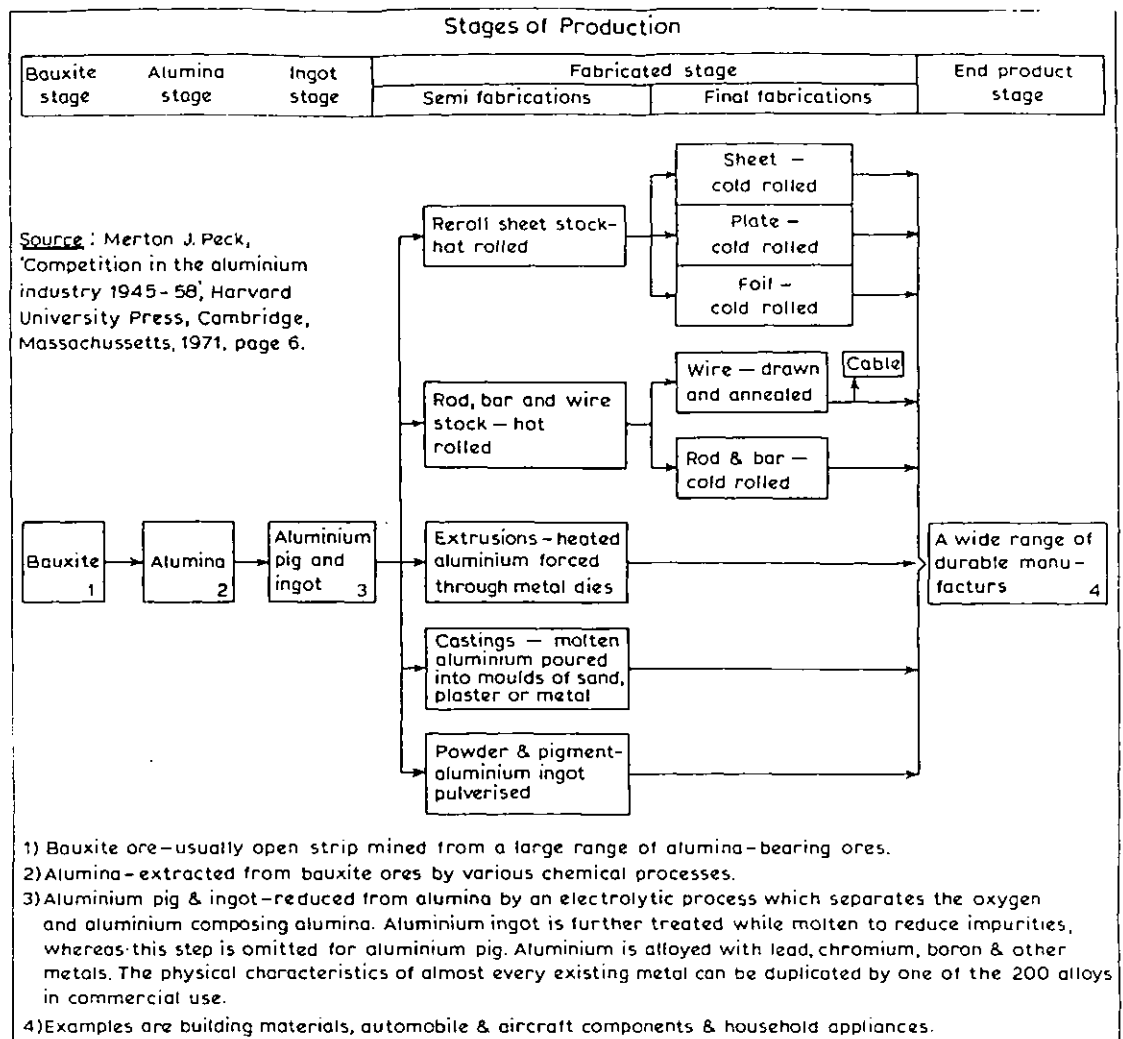 Stages of Production
Bauxite
stage
Alumina
stage
Ingot
stage
Fabricated stage
Semi fabrications
Final fabrications
End product
stage
Source : Merton J. Peck,
'Competition in the aluminium
industry 1945-58', Harvard
University Press, Cambridge,
Massachussetts, 1971, page 6.
Reroll sheet stock-
hot rolled
Sheet –
cold rolled
Plate –
cold rolled
Foil –
cold rolled
Rod, bar and wire
stock – hot
rolled
Wire – drawn
and annealed
Cable
Rod & bar –
cold rolled
Bauxite
1
Alumina
2
Aluminium
pig and
ingot 3
Extrusions – heated
aluminium forced
through metal dies
Castings – molten
aluminium poured
into moulds of sand,
plaster or metal
Powder & pigment-
aluminium ingot
pulverised
A wide range of
durable manu-
facturs 4
1) Bauxite ore – usually open strip mined from a large range of alumina-bearing ores.
2) Alumina – extracted from bauxite ores by various chemical processes.
3) Aluminium pig & ingot – reduced from alumina by an electrolytic process which separates the oxygen
and aluminium composing alumina. Aluminium ingot is further treated while molten to reduce impurities,
whereas this step is omitted for aluminium pig. Aluminium is alloyed with lead, chromium, boron & other
metals. The physical characteristics of almost every existing metal can be duplicated by one of the 200 alloys
in commercial use.
4) Examples are building materials, automobile & aircraft components & household appliances.